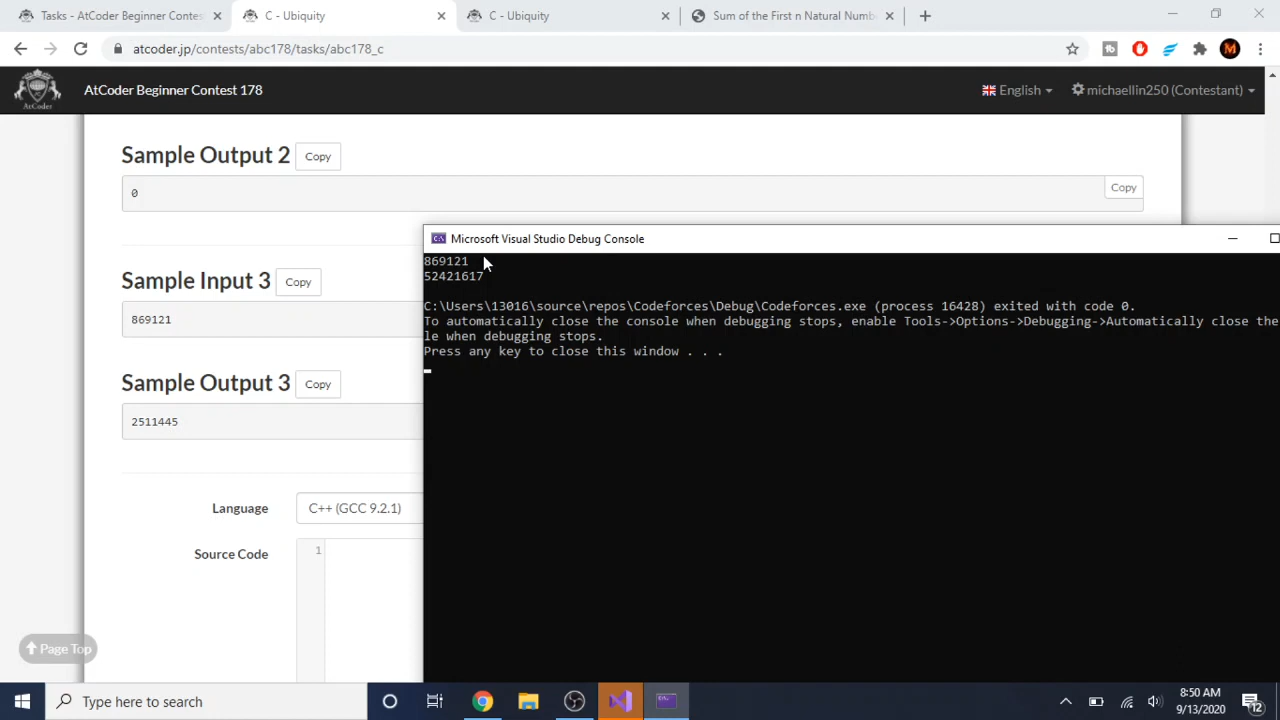 Tasks - AtCoder Beginner Contes
C - Ubiquity
C - Ubiquity
Sum of the First n Natural Numb
atcoder.jp/contests/abc178/tasks/abc178_c
M
AtCoder
AtCoder Beginner Contest 178
English
michaellin250 (Contestant)
Sample Output 2
Copy
0
Copy
Microsoft Visual Studio Debug Console
869121
52421617
C:\Users\13016\source\repos\Codeforces\Debug\Codeforces.exe (process 16428) exited with code 0.
To automatically close the console when debugging stops, enable Tools->Options->Debugging->Automatically close the
le when debugging stops.
Press any key to close this window . . .
Sample Input 3
Copy
869121
Sample Output 3
Copy
2511445
Language
C++ (GCC 9.2.1)
Source Code
1
Page Top
Type here to search
8:50 AM
9/13/2020
12